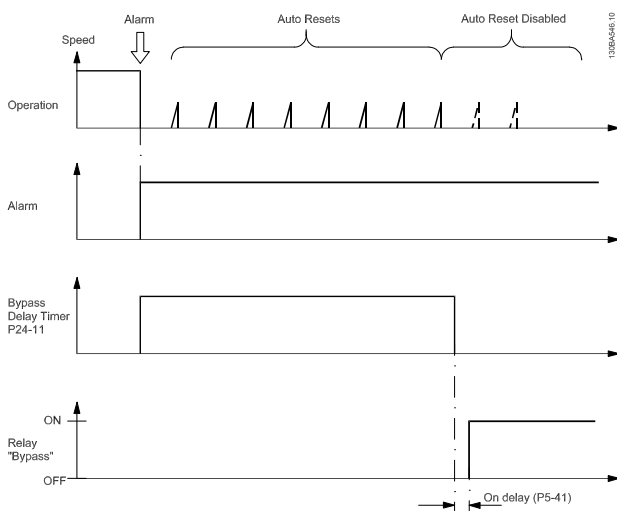 Alarm
Auto Resets
Auto Reset Disabled
130BA546.10
Speed
Operation
Alarm
Bypass
Delay Timer
P24-11
ON
Relay
"Bypass"
OFF
On delay (P5-41)